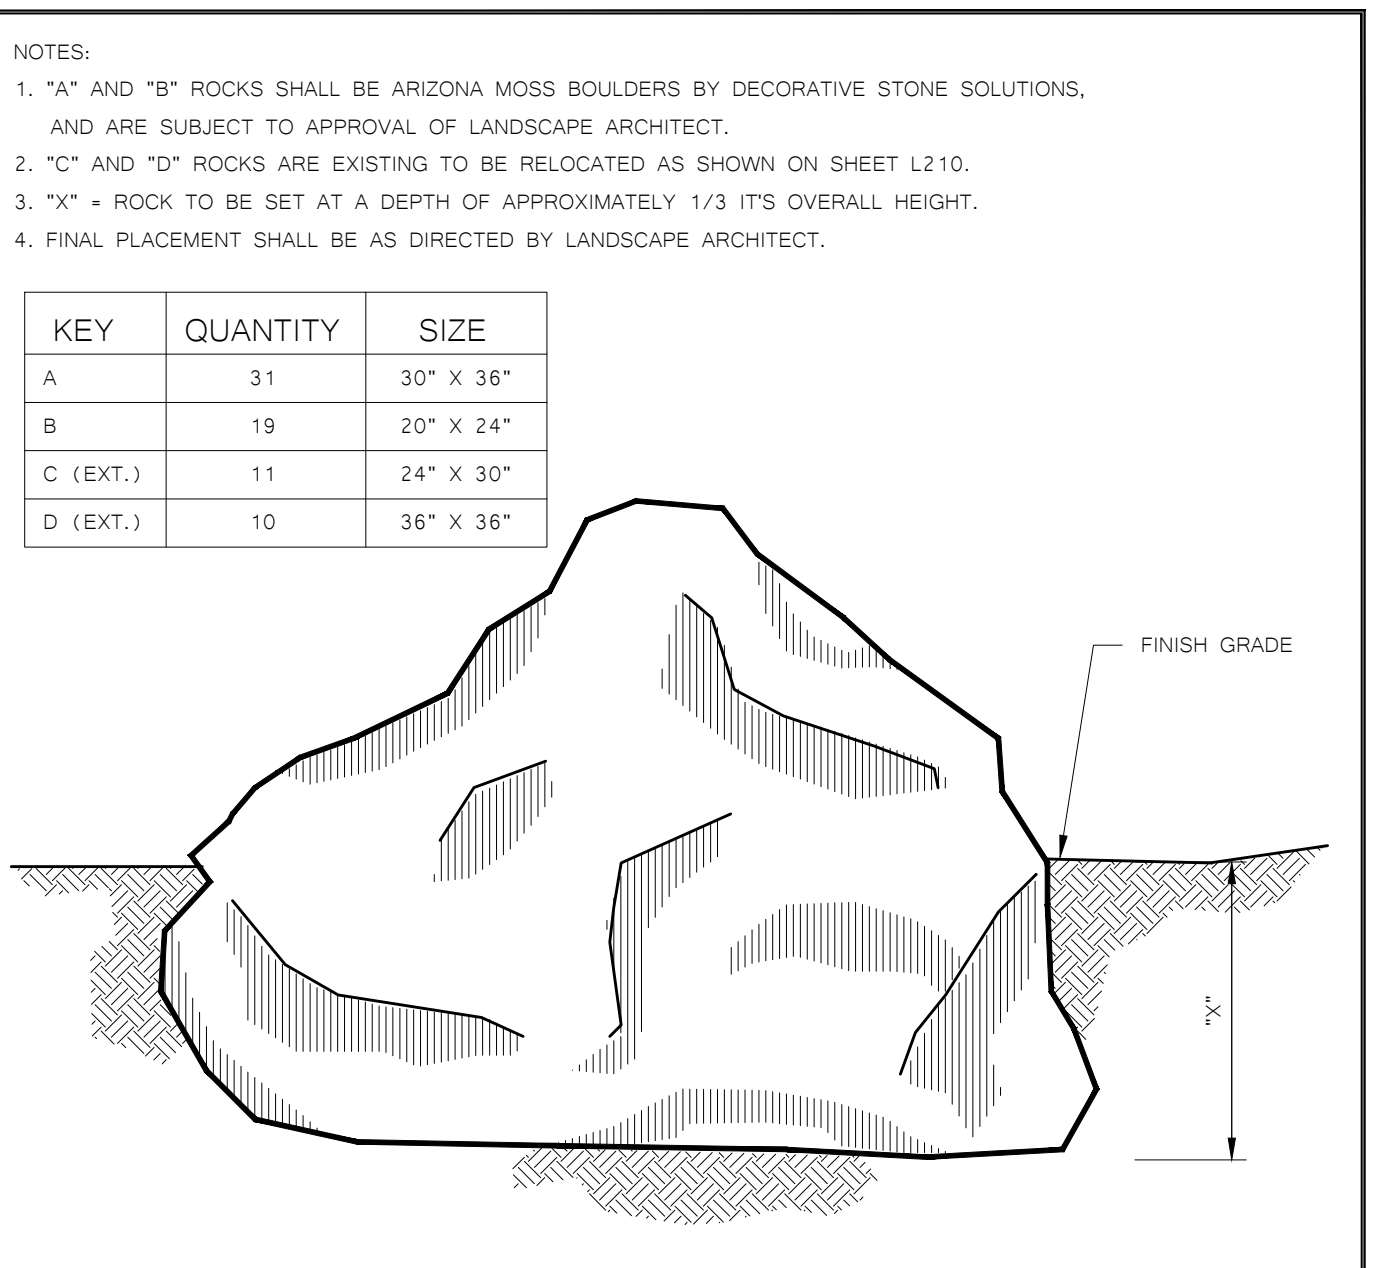 NOTES:
1. "A" AND "B" ROCKS SHALL BE ARIZONA MOSS BOULDERS BY DECORATIVE STONE SOLUTIONS,
AND ARE SUBJECT TO APPROVAL OF LANDSCAPE ARCHITECT.
2. "C" AND "D" ROCKS ARE EXISTING TO BE RELOCATED AS SHOWN ON SHEET L210.
3. "X" = ROCK TO BE SET AT A DEPTH OF APPROXIMATELY 1/3 IT'S OVERALL HEIGHT.
4. FINAL PLACEMENT SHALL BE AS DIRECTED BY LANDSCAPE ARCHITECT.
KEY QUANTITY SIZE
A 31 30" X 36"
B 19 20" X 24"
C (EXT.) 11 24" X 30"
D (EXT.) 10 36" X 36"
FINISH GRADE
"X"